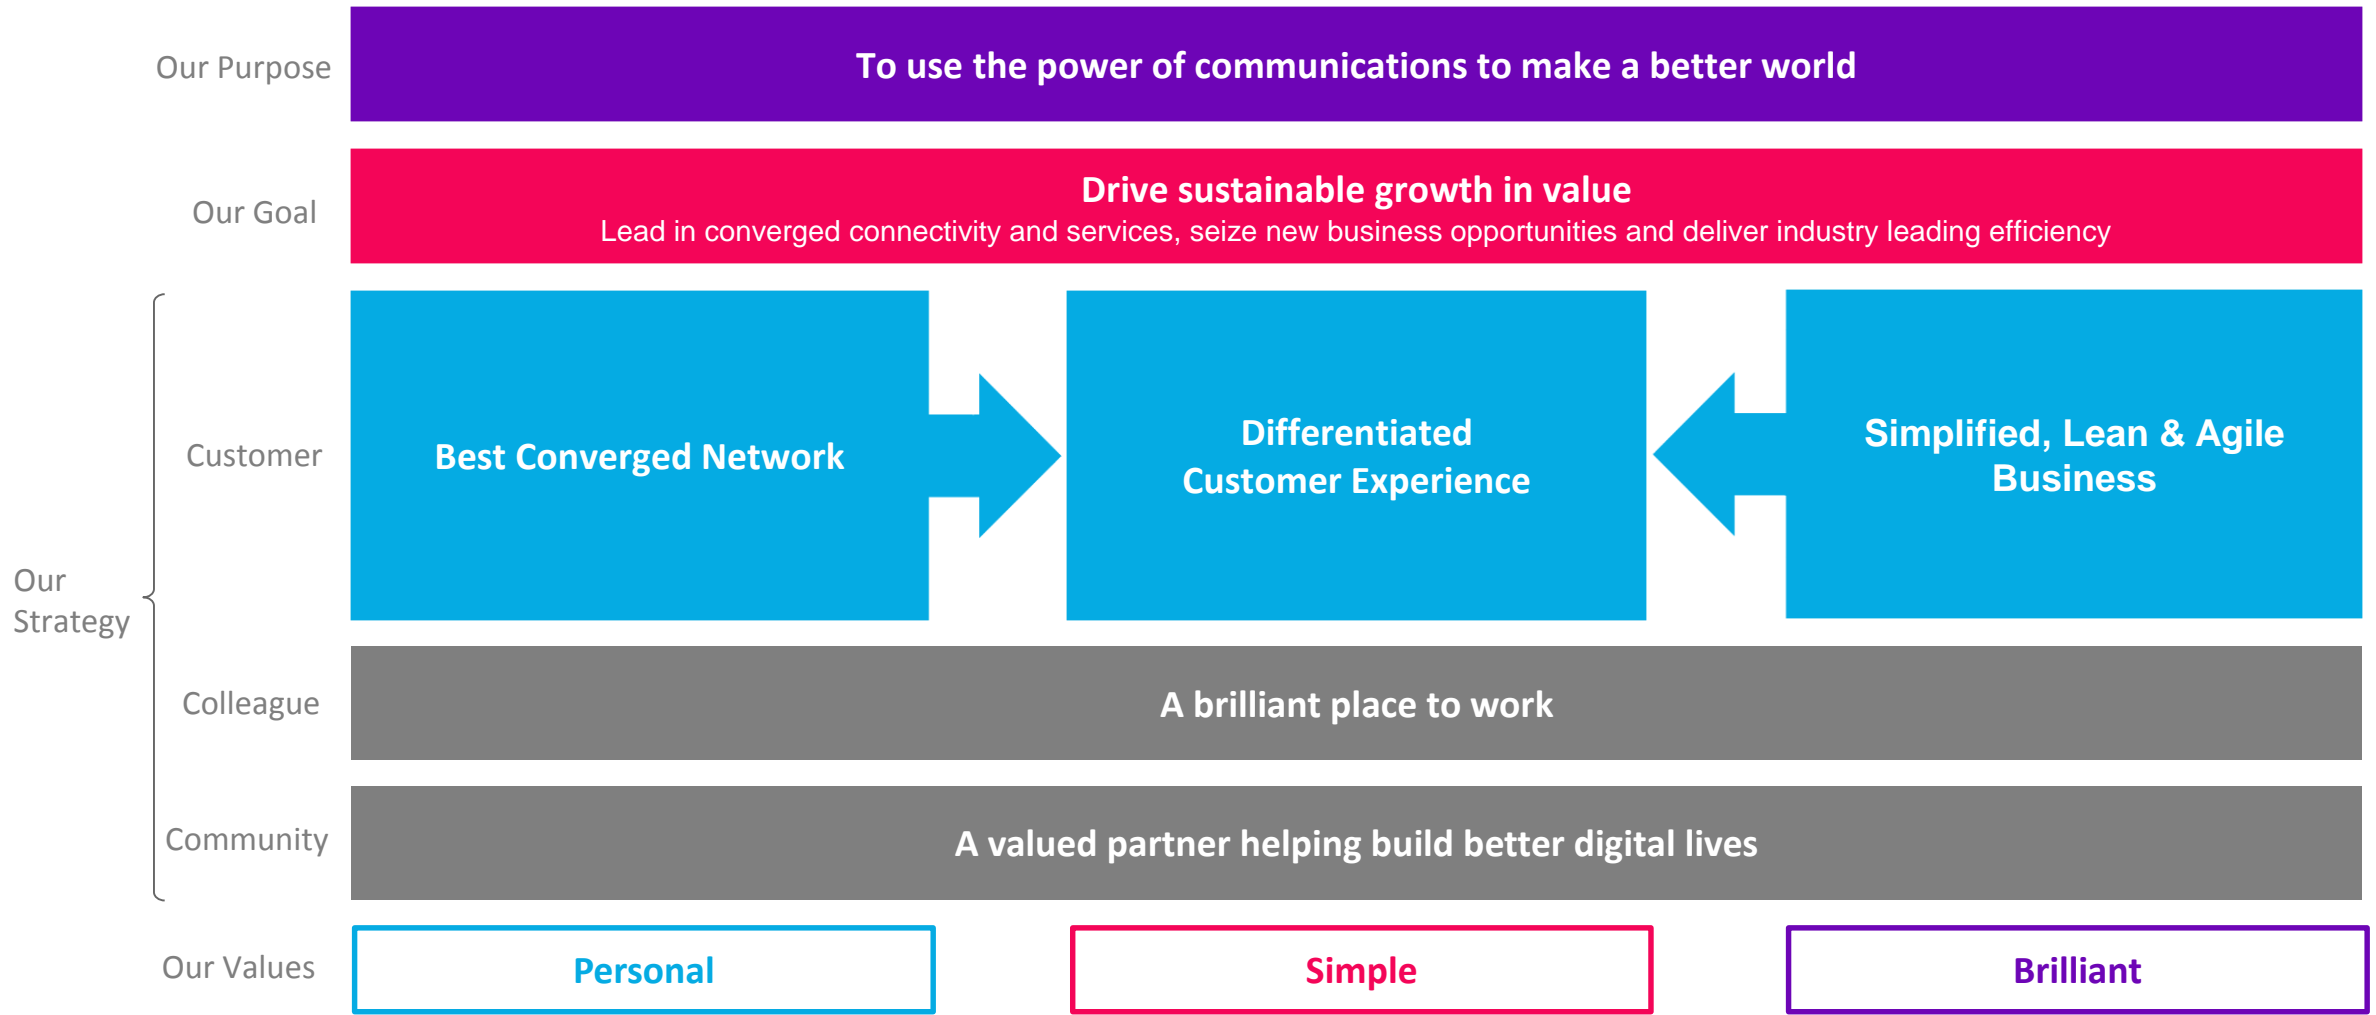 Our Purpose
To use the power of communications to make a better world
Our Goal
Drive sustainable growth in value
Lead in converged connectivity and services, seize new business opportunities and deliver industry leading efficiency
Our
Strategy
Customer
Best Converged Network
Differentiated
Customer Experience
Simplified, Lean & Agile
Business
Colleague
A brilliant place to work
Community
A valued partner helping build better digital lives
Our Values
Personal
Simple
Brilliant